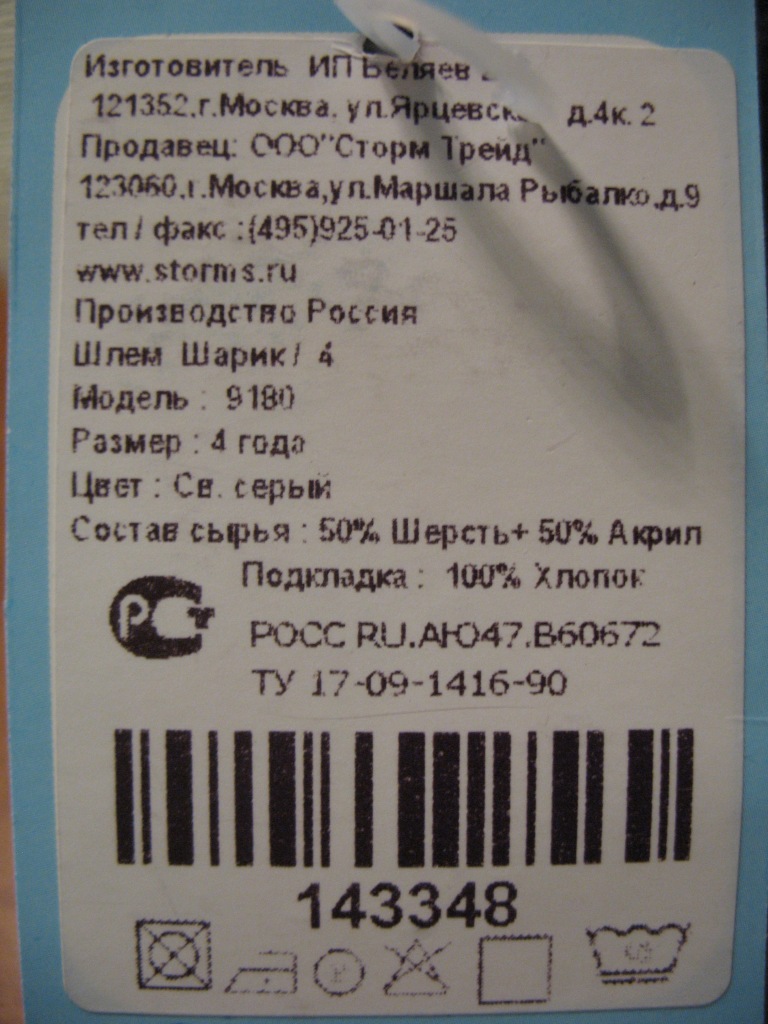 Изготовитель ИП Беляев
121352,г.Москва, ул. д.4к. 2
Продавец: ООО"Сторм Трейд"
123060,г.Москва,ул.Маршала Рыбалко,д.9
тел / факс :(495)925-01-25
www.storms.ru
Производство Россия
Шлем Шарик/ 4
Модель : 9180
Размер : 4 года
Цвет : Св. серый
Состав сырья : 50% Шерсть+ 50% Акрил
Подкладка : 100% Хлопок
РСТ
РОСС RU.АЮ47.В60672
ТУ 17-09-1416-90
143348